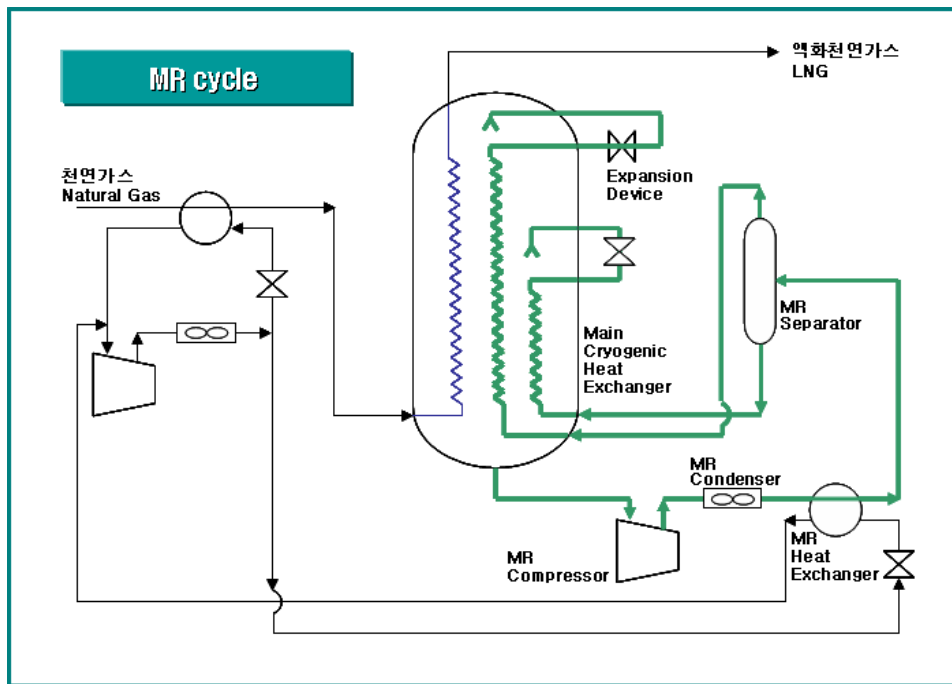 MR cycle
액화천연가스
LNG
천연가스
Natural Gas
Expansion
Device
MR
Separator
Main
Cryogenic
Heat
Exchanger
MR
Condenser
MR
Compressor
MR
Heat
Exchanger